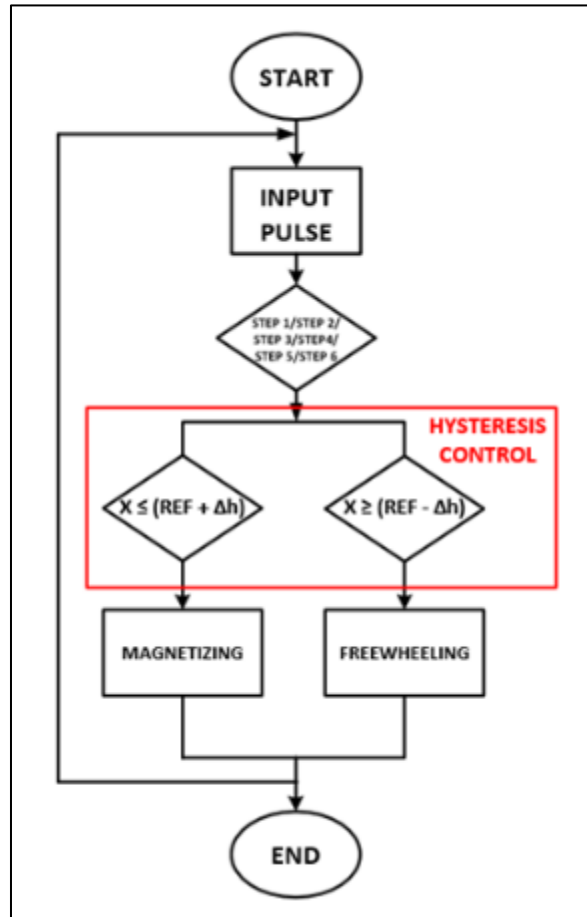 START
INPUT
PULSE
STEP 1/STEP 2/
STEP 3/STEP4/
STEP 5/STEP 6
HYSTERESIS
CONTROL
X ≤ (REF + Δh)
X ≥ (REF - Δh)
MAGNETIZING
FREEWHEELING
END